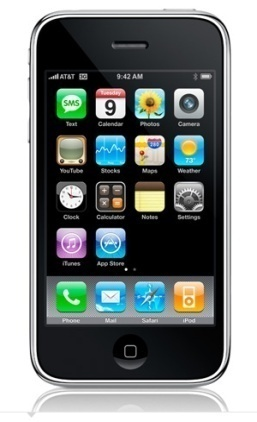 AT&T 3G 9:42 AM
SMS Tuesday 9 280
Text Calendar Photos Camera
73°
YouTube Stocks Maps Weather
Clock Calculator Notes Settings
iTunes App Store
Phone Mail Safari iPod